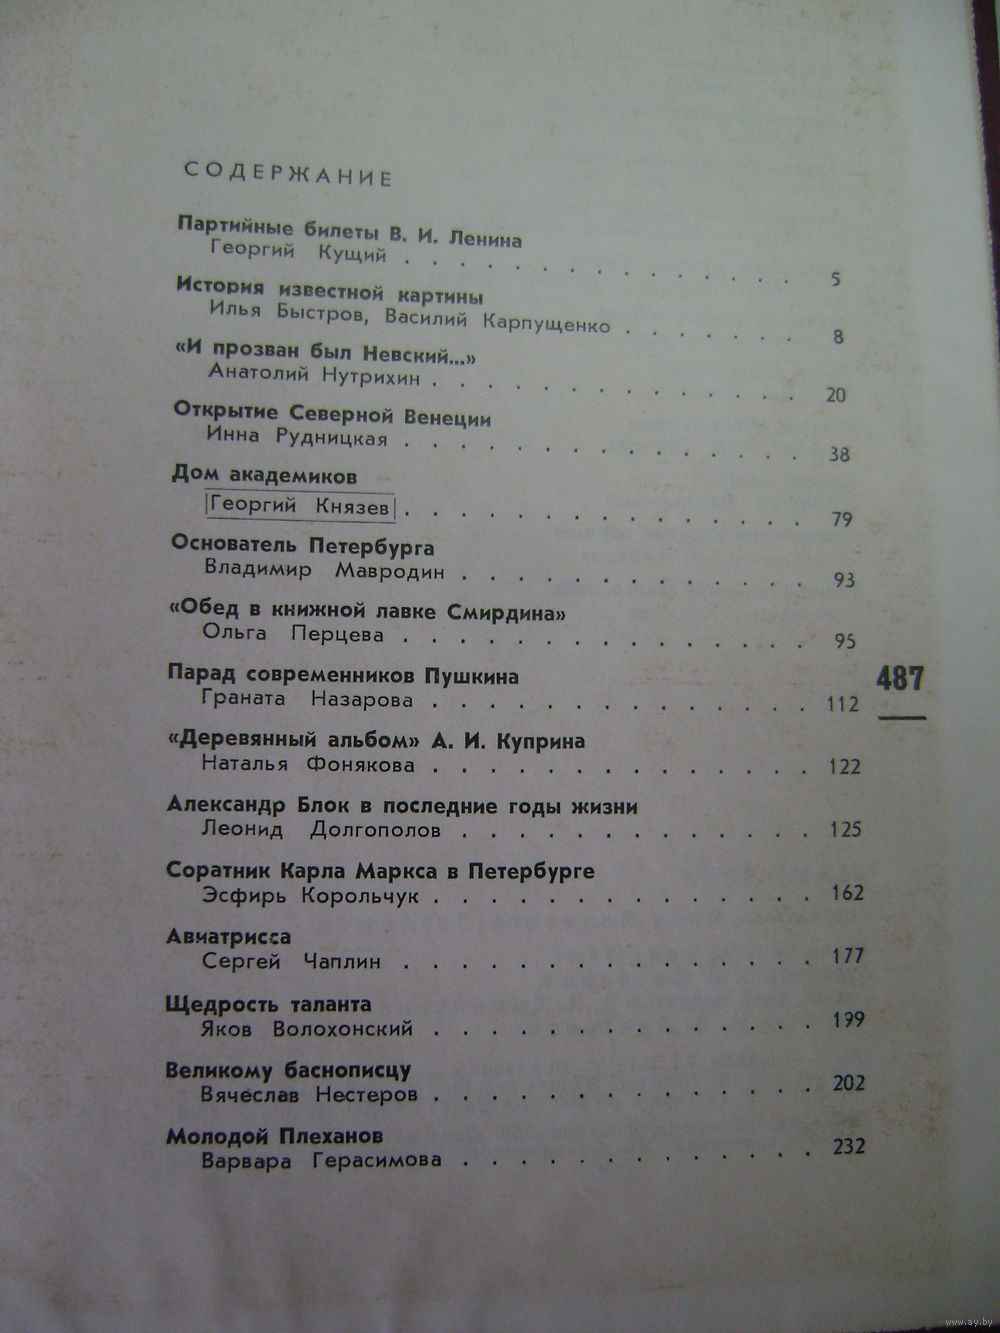 СОДЕРЖАНИЕ
Партийные билеты В. И. Ленина
Георгий Кущий . . . . . . . . . . . . . . 5
История известной картины
Илья Быстров, Василий Карпущенко . . . . . . . 8
«И прозван был Невский...»
Анатолий Нутрихин . . . . . . . . . . . . . 20
Открытие Северной Венеции
Инна Рудницкая . . . . . . . . . . . . . . 38
Дом академиков
Георгий Князев . . . . . . . . . . . . . . 79
Основатель Петербурга
Владимир Мавродин . . . . . . . . . . . . . 93
«Обед в книжной лавке Смирдина»
Ольга Перцева . . . . . . . . . . . . . . . 95
Парад современников Пушкина
Граната Назарова . . . . . . . . . . . . . . 112
487
«Деревянный альбом» А. И. Куприна
Наталья Фонякова . . . . . . . . . . . . . . 122
Александр Блок в последние годы жизни
Леонид Долгополов . . . . . . . . . . . . . 125
Соратник Карла Маркса в Петербурге
Эсфирь Корольчук . . . . . . . . . . . . . . 162
Авиатрисса
Сергей Чаплин . . . . . . . . . . . . . . . 177
Щедрость таланта
Яков Волохонский . . . . . . . . . . . . . . 199
Великому баснописцу
Вячеслав Нестеров . . . . . . . . . . . . . . 202
Молодой Плеханов
Варвара Герасимова . . . . . . . . . . . . . 232
www.ay.by